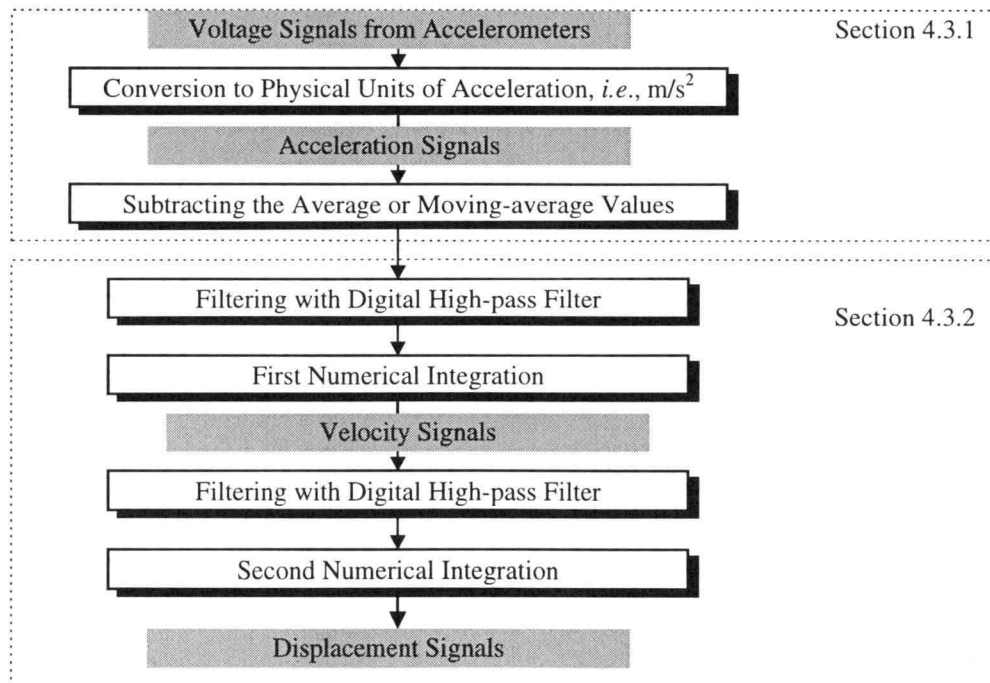 Voltage Signals from Accelerometers
Section 4.3.1
Conversion to Physical Units of Acceleration, i.e., m/s²
Acceleration Signals
Subtracting the Average or Moving-average Values
Filtering with Digital High-pass Filter
Section 4.3.2
First Numerical Integration
Velocity Signals
Filtering with Digital High-pass Filter
Second Numerical Integration
Displacement Signals